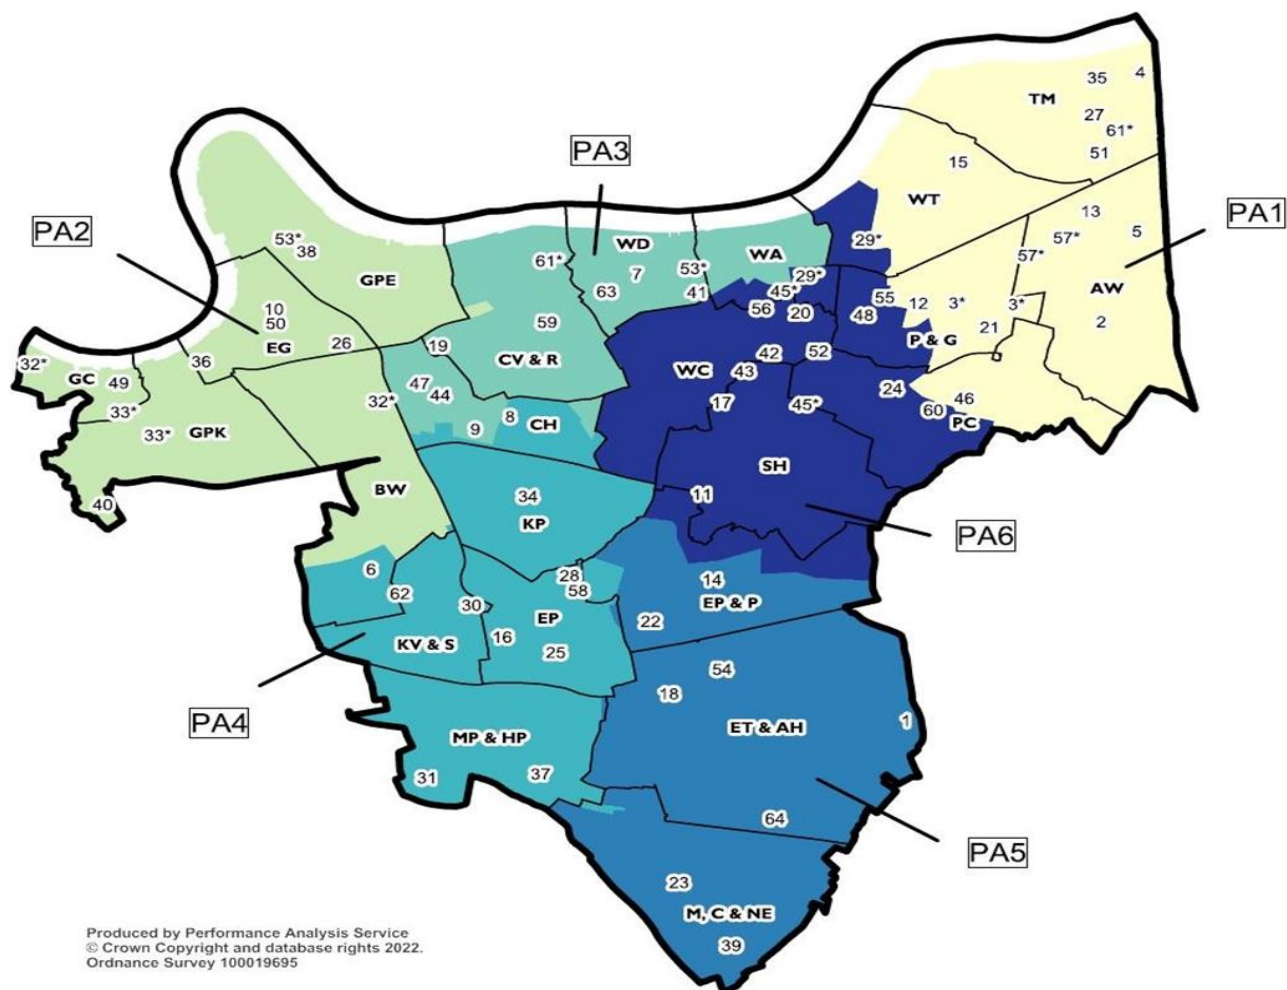 35
4
TM
27
61*
51
PA3
15
WT
13
PA1
57*
57*
5
PA2
53*
38
29*
WD
WA
61*
7
53*
29*
GPE
63
41
45*
AW
10
50
56
20
55
48
12
3*
3*
2
EG
26
59
P & G
21
36
19
CV & R
42
52
32*
GC
49
WC
43
47
44
24
33*
32*
17
45*
60
46
PC
33*
GPK
9
8
CH
SH
BW
34
KP
11
40
PA6
6
28
58
14
62
30
EP & P
EP
22
KV & S
16
25
54
18
PA4
1
ET & AH
MP & HP
31
37
64
PA5
23
M, C & NE
39
Produced by Performance Analysis Service
© Crown Copyright and database rights 2022.
Ordnance Survey 100019695